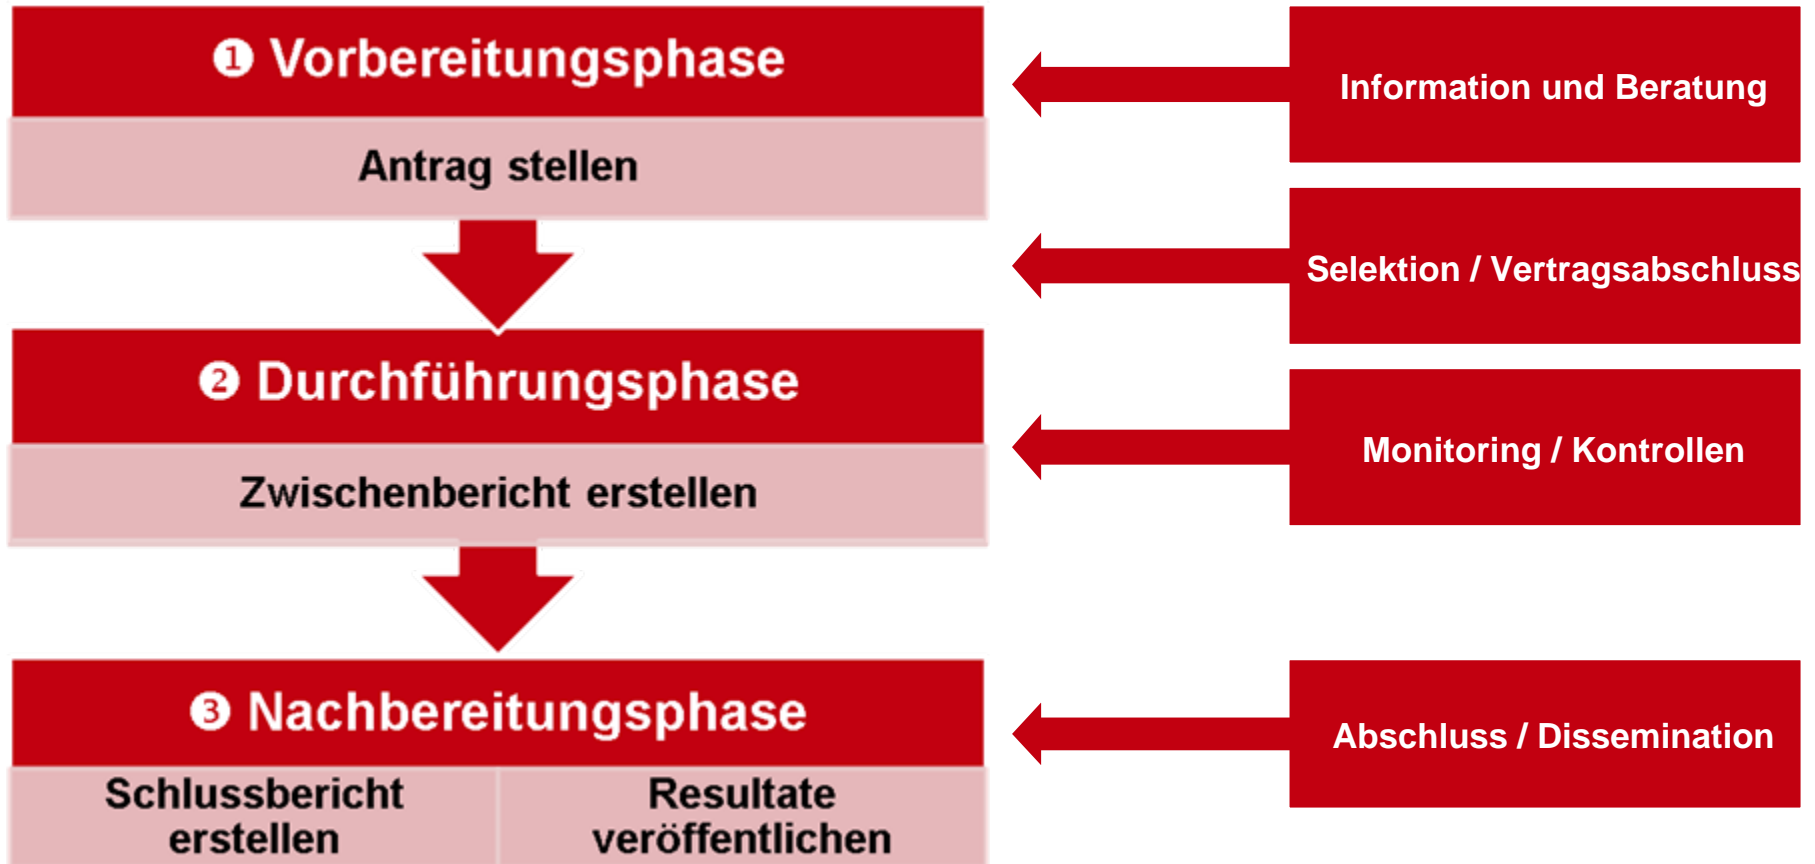 ❶ Vorbereitungsphase
Antrag stellen
❷ Durchführungsphase
Zwischenbericht erstellen
❸ Nachbereitungsphase
Schlussbericht
erstellen
Resultate
veröffentlichen
Information und Beratung
Selektion / Vertragsabschluss
Monitoring / Kontrollen
Abschluss / Dissemination